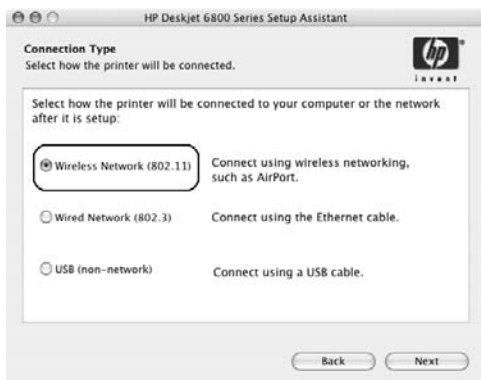 HP Deskjet 6800 Series Setup Assistant
Connection Type
Select how the printer will be connected.
hp
invent
Select how the printer will be connected to your computer or the network
after it is setup:
Wireless Network (802.11)
Connect using wireless networking,
such as AirPort.
Wired Network (802.3)
Connect using the Ethernet cable.
USB (non-network)
Connect using a USB cable.
Back
Next